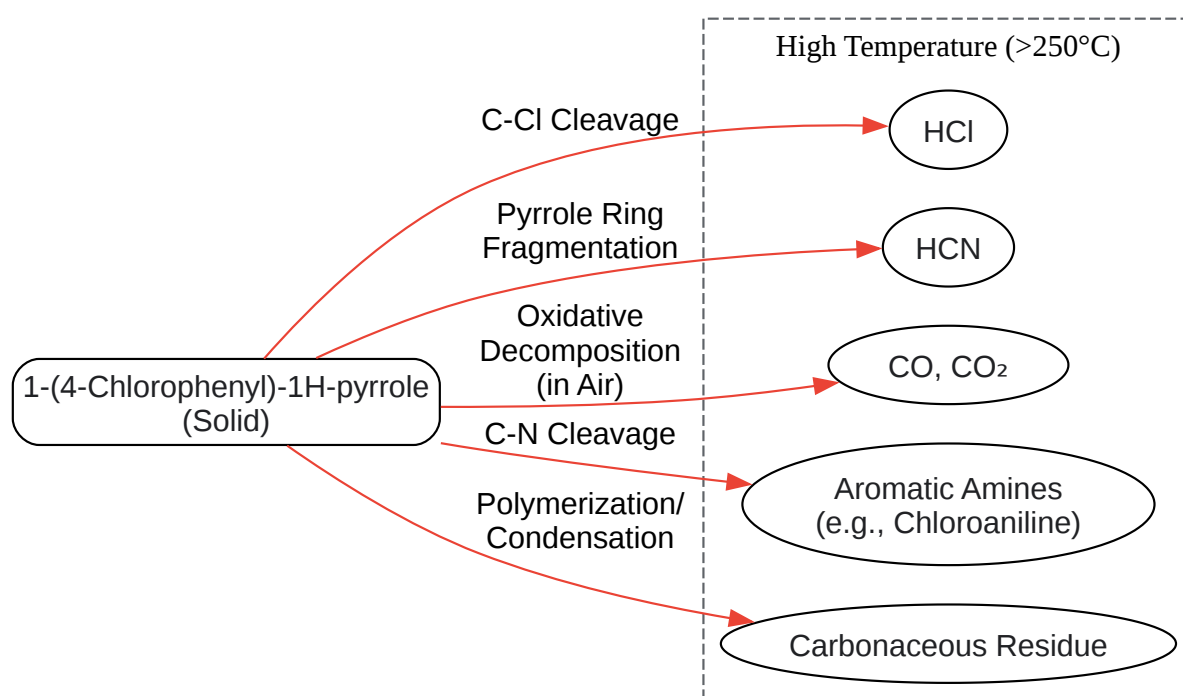 High Temperature (>250°C)
C-Cl Cleavage
HCl
Pyrrole Ring
Fragmentation
HCN
Oxidative
Decomposition
(in Air)
CO, CO₂
1-(4-Chlorophenyl)-1H-pyrrole
(Solid)
C-N Cleavage
Aromatic Amines
(e.g., Chloroaniline)
Polymerization/
Condensation
Carbonaceous Residue